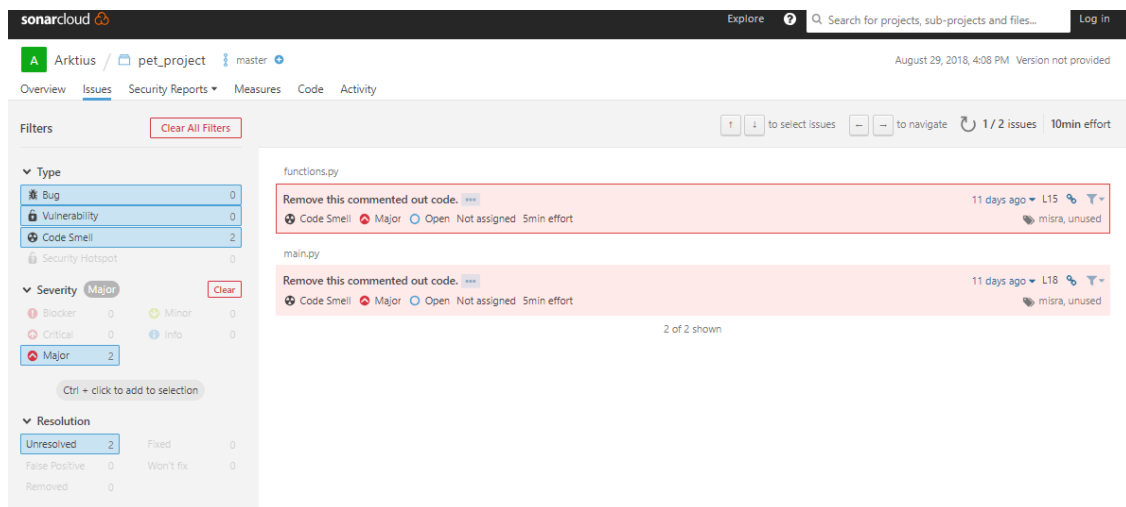 sonarcloud
Explore ? Search for projects, sub-projects and files... Log in
A Arktius / pet_project master August 29, 2018, 4:08 PM Version not provided
Overview Issues Security Reports Measures Code Activity
Filters Clear All Filters
↑ ↓ to select issues ← → to navigate 1 / 2 issues 10min effort
Type
Bug 0
Vulnerability 0
Code Smell 2
Security Hotspot 0
Severity Major Clear
Blocker 0 Minor 0
Critical 0 Info 0
Major 2
Ctrl + click to add to selection
Resolution
Unresolved 2 Fixed 0
False Positive 0 Won't fix 0
Removed 0
functions.py
Remove this commented out code. ••• 11 days ago L15
Code Smell Major Open Not assigned 5min effort misra, unused
main.py
Remove this commented out code. ••• 11 days ago L18
Code Smell Major Open Not assigned 5min effort misra, unused
2 of 2 shown